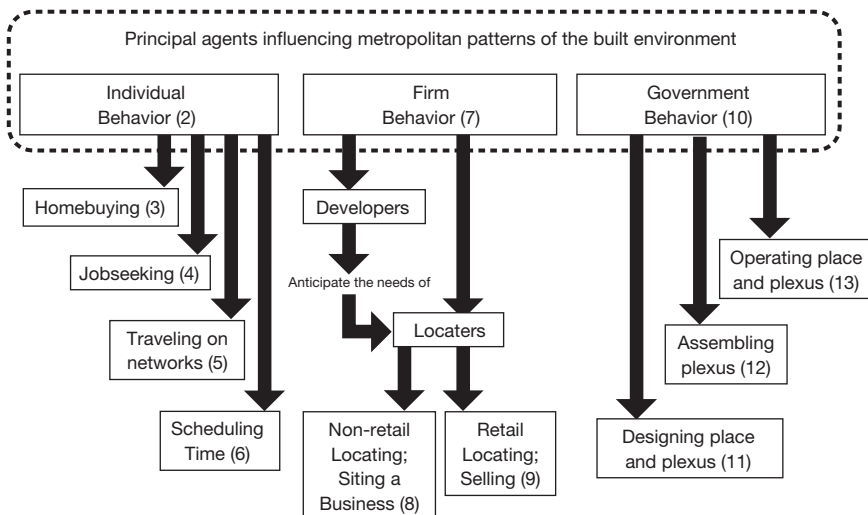 Principal agents influencing metropolitan patterns of the built environment
Individual
Behavior (2)
Firm
Behavior (7)
Government
Behavior (10)
Homebuying (3)
Jobseeking (4)
Traveling on
networks (5)
Scheduling
Time (6)
Developers
Anticipate the needs of
Locaters
Non-retail
Locating;
Siting a
Business (8)
Retail
Locating;
Selling (9)
Operating place
and plexus (13)
Assembling
plexus (12)
Designing place
and plexus (11)